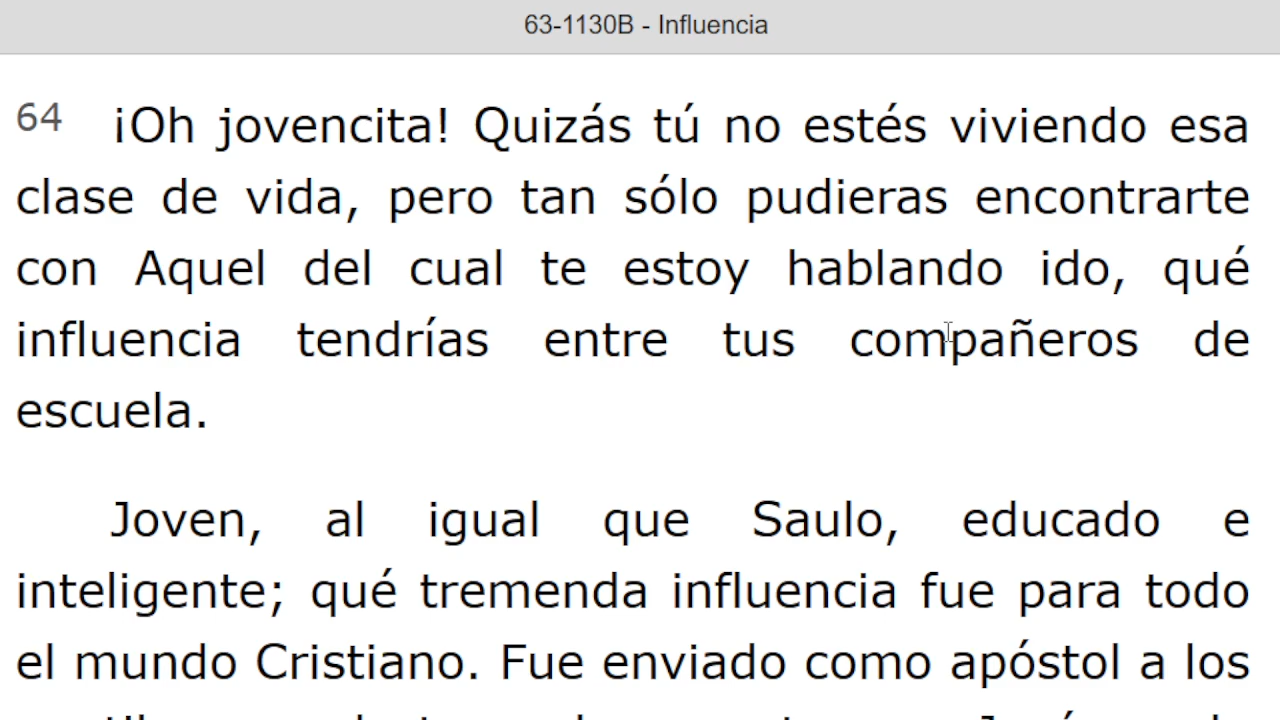 63-1130B - Influencia
64 ¡Oh jovencita! Quizás tú no estés viviendo esa
clase de vida, pero tan sólo pudieras encontrarte
con Aquel del cual te estoy hablando ido, qué
influencia tendrías entre tus compañeros de
escuela.
Joven, al igual que Saulo, educado e
inteligente; qué tremenda influencia fue para todo
el mundo Cristiano. Fue enviado como apóstol a los